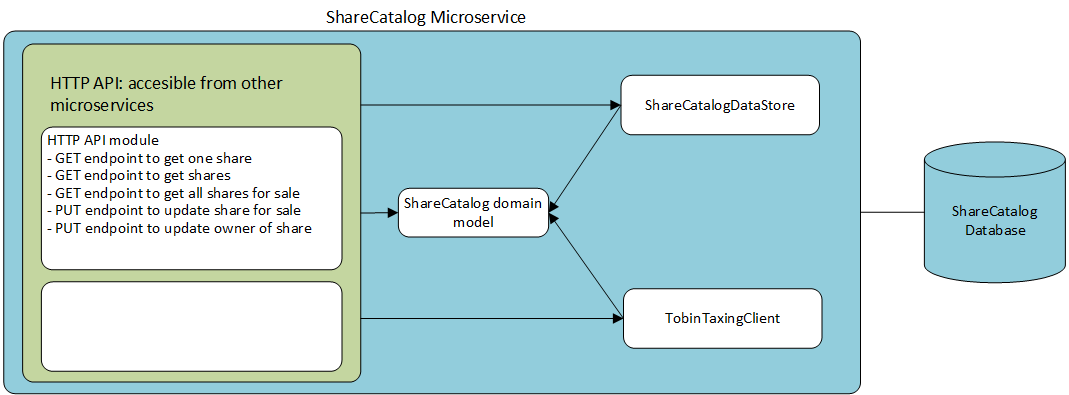 ShareCatalog Microservice
HTTP API: accesible from other
microservices
HTTP API module
- GET endpoint to get one share
- GET endpoint to get shares
- GET endpoint to get all shares for sale
- PUT endpoint to update share for sale
- PUT endpoint to update owner of share
ShareCatalogDataStore
ShareCatalog domain
model
TobinTaxingClient
ShareCatalog
Database